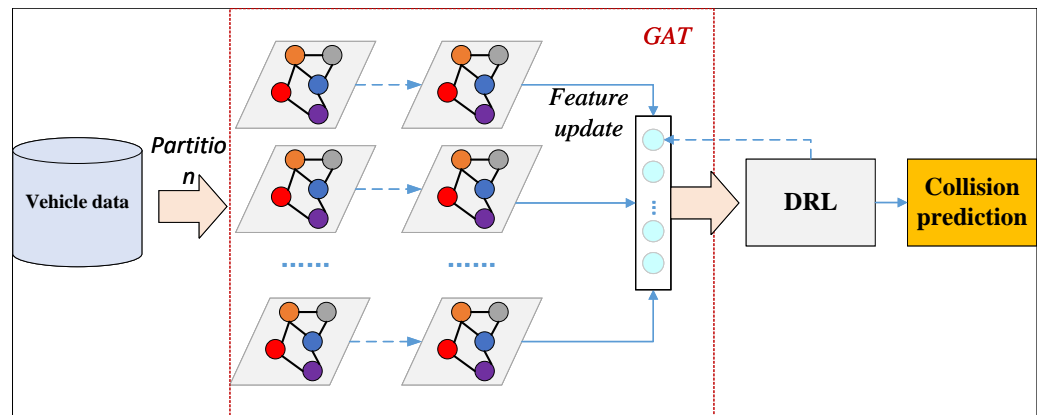 GAT
Feature
update
Partitio
n
Vehicle data
DRL
Collision
prediction